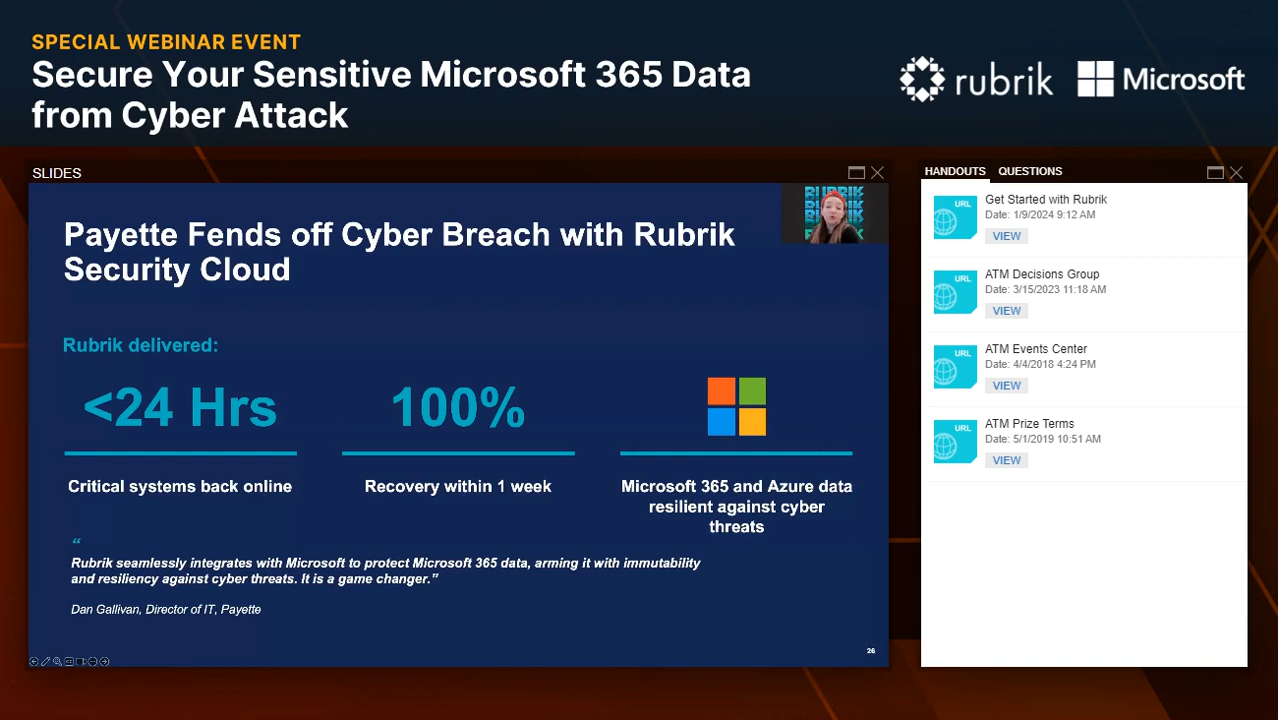 SPECIAL WEBINAR EVENT
Secure Your Sensitive Microsoft 365 Data
from Cyber Attack
rubrik
Microsoft
SLIDES
Payette Fends off Cyber Breach with Rubrik
Security Cloud
RUBRIK
Rubrik delivered:
<24 Hrs
Critical systems back online
100%
Recovery within 1 week
Microsoft 365 and Azure data
resilient against cyber
threats
“
Rubrik seamlessly integrates with Microsoft to protect Microsoft 365 data, arming it with immutability
and resiliency against cyber threats. It is a game changer.”
Dan Gallivan, Director of IT, Payette
26
HANDOUTS QUESTIONS
URL
Get Started with Rubrik
Date: 1/9/2024 9:12 AM
VIEW
URL
ATM Decisions Group
Date: 3/15/2023 11:18 AM
VIEW
URL
ATM Events Center
Date: 4/4/2018 4:24 PM
VIEW
URL
ATM Prize Terms
Date: 5/1/2019 10:51 AM
VIEW